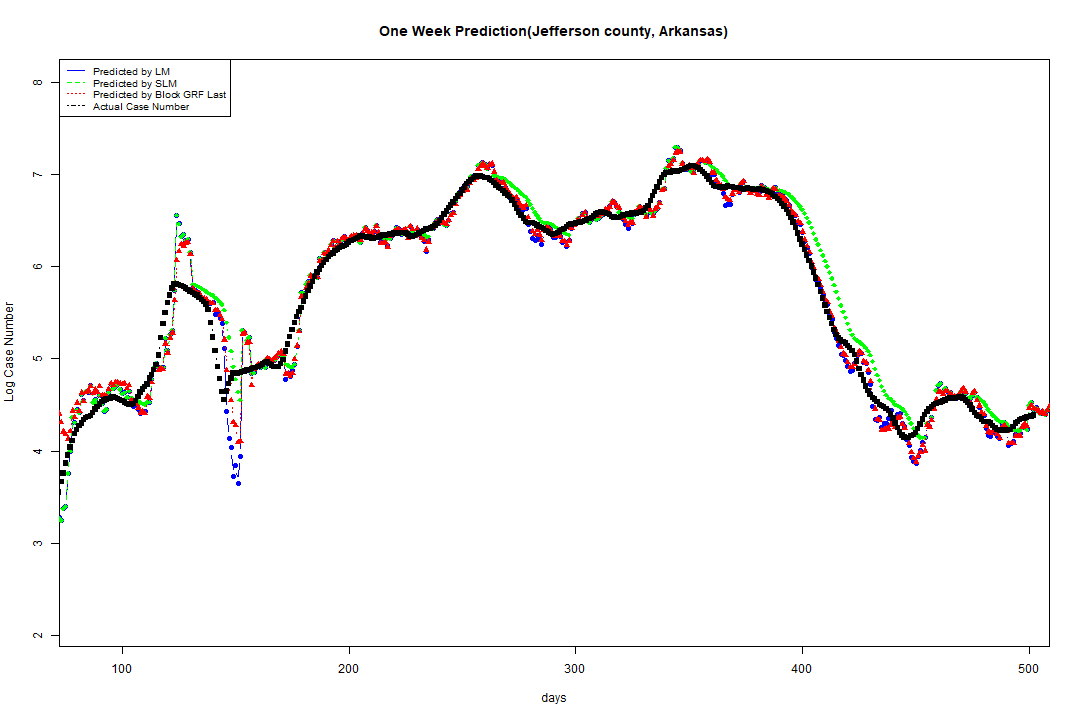 One Week Prediction(Jefferson county, Arkansas)
Predicted by LM
Predicted by SLM
Predicted by Block GRF Last
Actual Case Number
8
7
6
5
4
3
2
Log Case Number
100 200 300 400 500
days